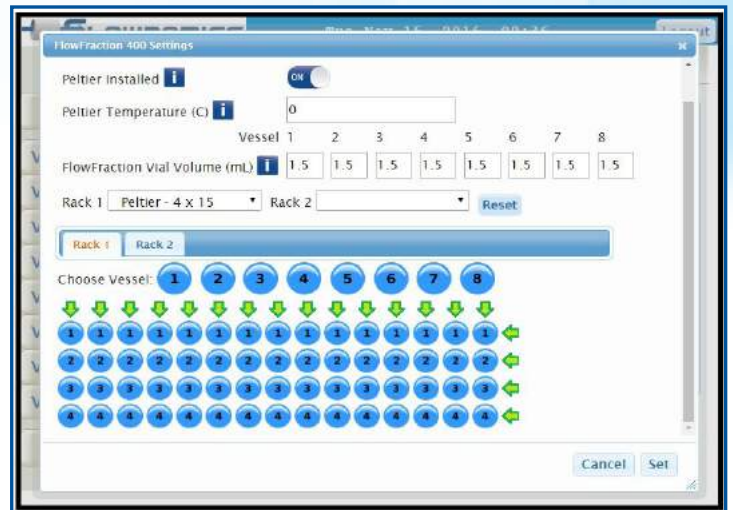 FlowFraction 400 Settings
Peltier Installed i ON
Peltier Temperature (C) i 0
Vessel 1 2 3 4 5 6 7 8
FlowFraction Vial Volume (mL) i 1.5 1.5 1.5 1.5 1.5 1.5 1.5 1.5
Rack 1 Peltier - 4 x 15 Rack 2 Reset
Rack 1 Rack 2
Choose Vessel: 1 2 3 4 5 6 7 8
1 1 1 1 1 1 1 1 1 1 1 1 1 1 1
2 2 2 2 2 2 2 2 2 2 2 2 2 2 2
3 3 3 3 3 3 3 3 3 3 3 3 3 3 3
4 4 4 4 4 4 4 4 4 4 4 4 4 4 4
Cancel Set